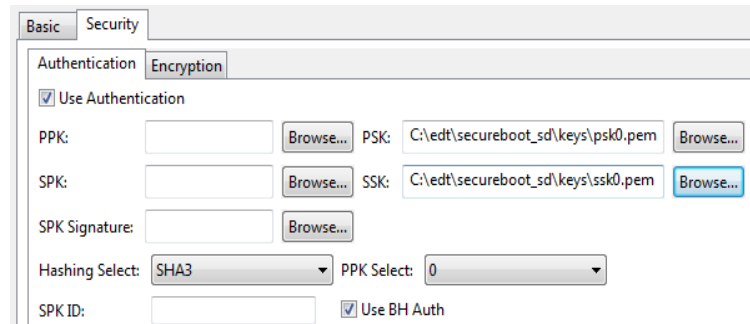 Basic Security
Authentication Encryption
Use Authentication
PPK: Browse... PSK: C:\edt\secureboot_sd\keys\psk0.pem Browse...
SPK: Browse... SSK: C:\edt\secureboot_sd\keys\ssk0.pem Browse...
SPK Signature: Browse...
Hashing Select: SHA3 PPK Select: 0
SPK ID: Use BH Auth